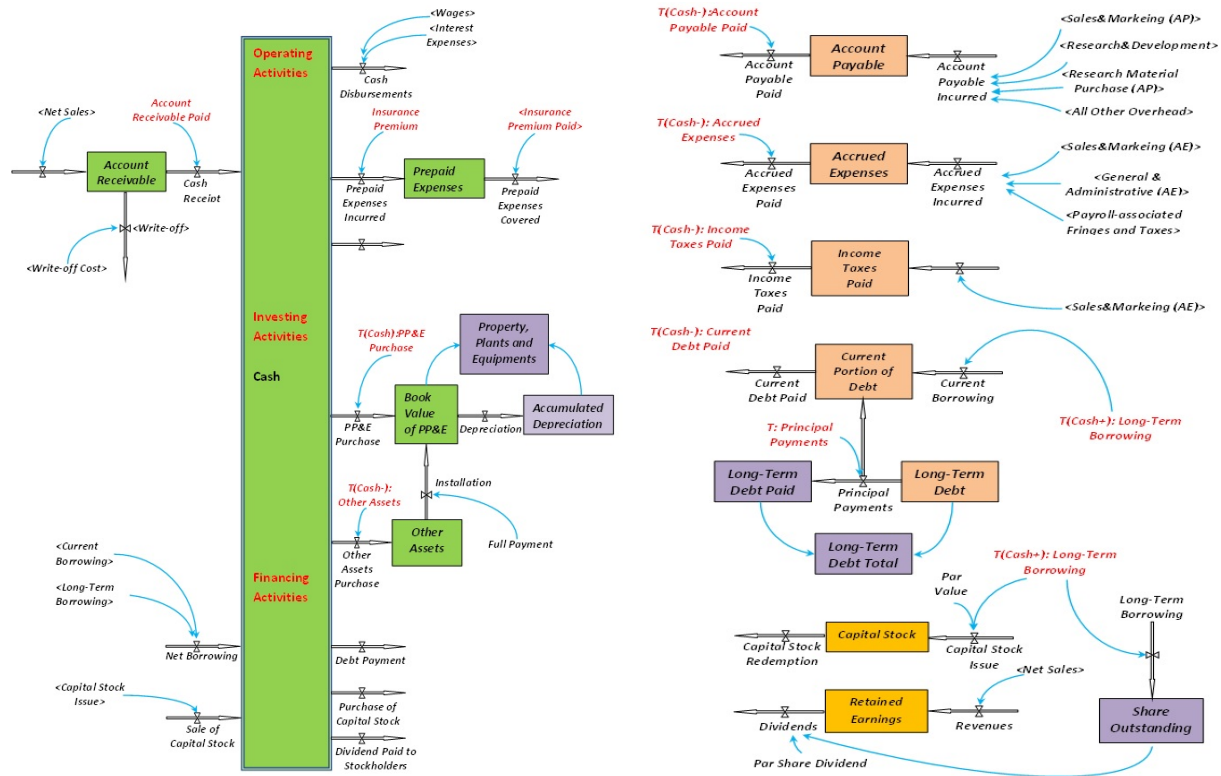 <Wages>
<Interest
Expenses>
Operating
Activities
Cash
Disbursements
<Net Sales>
Account
Receivable Paid
Insurance
Premium
<Insurance
Premium Paid>
Account
Receivable
Cash
Receipt
Prepaid
Expenses
Prepaid
Expenses
Incurred
Prepaid
Expenses
Covered
<Write-off>
<Write-off Cost>
Investing
Activities
Cash
T(Cash):PP&E
Purchase
Property,
Plants and
Equipments
Book
Value
of PP&E
PP&E
Purchase
Depreciation
Accumulated
Depreciation
T(Cash-):
Other Assets
Installation
Other
Assets
Purchase
Other
Assets
Full Payment
<Current
Borrowing>
<Long-Term
Borrowing>
Financing
Activities
Net Borrowing
Debt Payment
<Capital Stock
Issue>
Sale of
Capital Stock
Purchase of
Capital Stock
Dividend Paid to
Stockholders
T(Cash-):Account
Payable Paid
Account
Payable
Account
Payable
Paid
Account
Payable
Incurred
<Sales&Markeing (AP)>
<Research&Development>
<Research Material
Purchase (AP)>
<All Other Overhead>
T(Cash-): Accrued
Expenses
Accrued
Expenses
Accrued
Expenses
Paid
Accrued
Expenses
Incurred
<Sales&Markeing (AE)>
<General &
Administrative (AE)>
<Payroll-associated
Fringes and Taxes>
T(Cash-): Income
Taxes Paid
Income
Taxes
Paid
Income
Taxes
Paid
<Sales&Markeing (AE)>
T(Cash-): Current
Debt Paid
Current
Portion of
Debt
Current
Debt Paid
Current
Borrowing
T(Cash+): Long-Term
Borrowing
T: Principal
Payments
Long-Term
Debt Paid
Principal
Payments
Long-Term
Debt
Long-Term
Debt Total
T(Cash+): Long-Term
Borrowing
Par
Value
Long-Term
Borrowing
Capital Stock
Capital Stock
Redemption
Capital Stock
Issue
<Net Sales>
Retained
Earnings
Dividends
Revenues
Share
Outstanding
Par Share Dividend